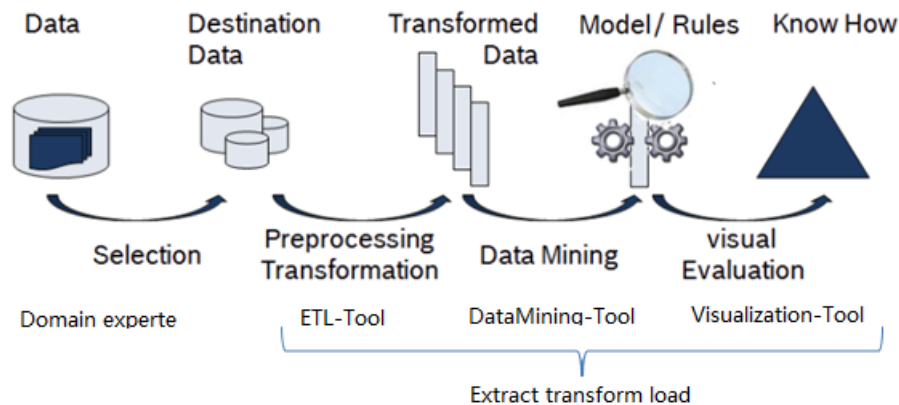 Data
Destination
Data
Transformed
Data
Model/ Rules
Know How
Selection
Preprocessing
Transformation
Data Mining
visual
Evaluation
Domain experte
ETL-Tool
DataMining-Tool
Visualization-Tool
Extract transform load